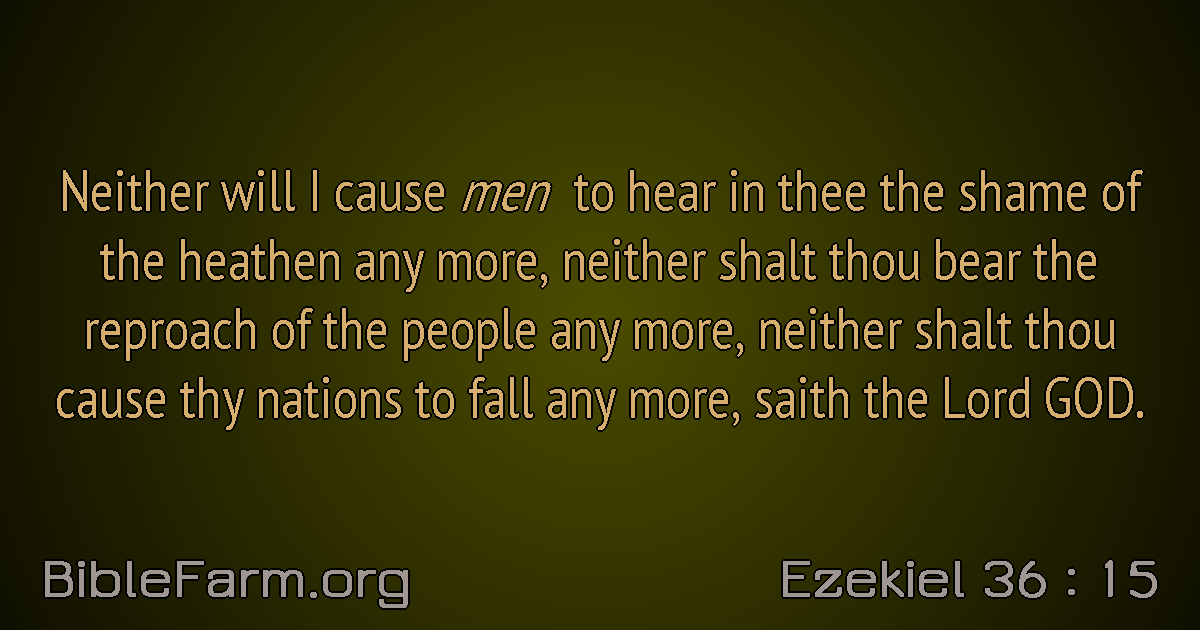 Neither will I cause men to hear in thee the shame of
the heathen any more, neither shalt thou bear the
reproach of the people any more, neither shalt thou
cause thy nations to fall any more, saith the Lord GOD.
BibleFarm.org
Ezekiel 36 : 15